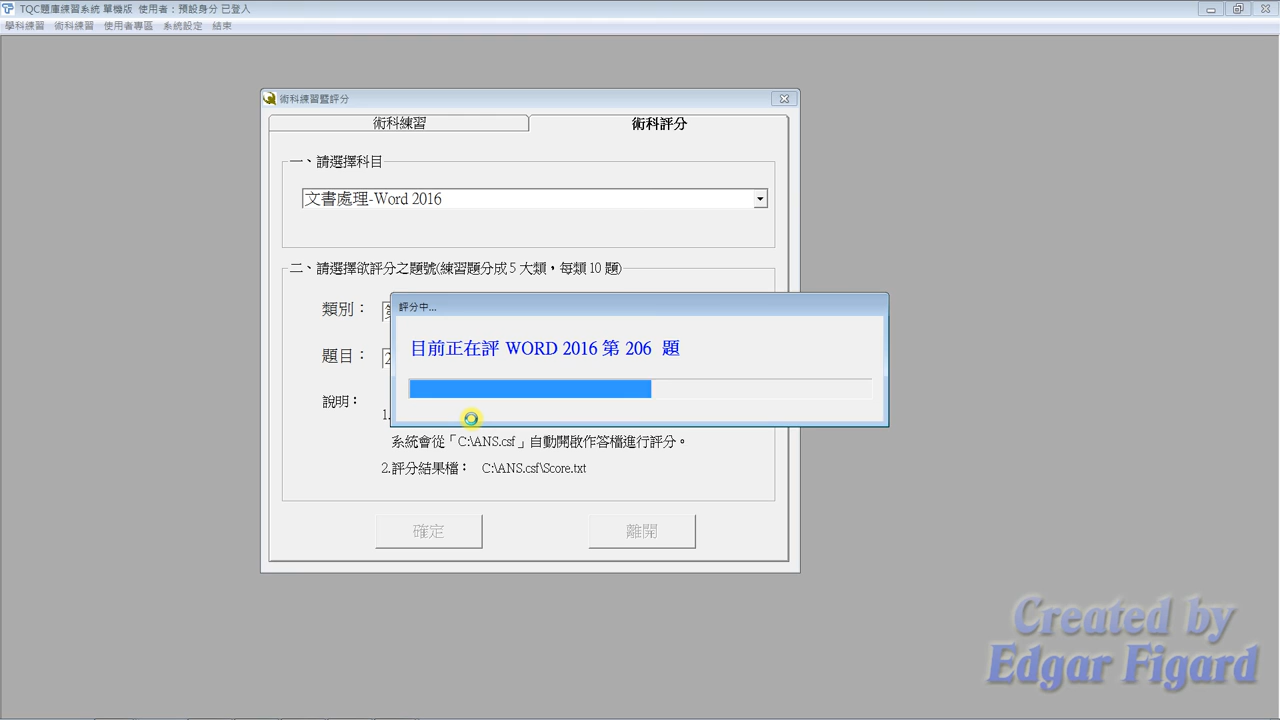 TQC題庫練習系統 單機版 使用者：預設身分 已登入
學科練習 術科練習 使用者專區 系統設定 結束
術科練習暨評分
術科練習 術科評分
一、請選擇科目
文書處理-Word 2016
二、請選擇欲評分之題號(練習題分成 5 大類，每類 10 題)
類別：
評分中...
目前正在評 WORD 2016 第 206 題
題目： 2
說明：
1.
系統會從「C:\ANS.csf」自動開啟作答檔進行評分。
2.評分結果檔： C:\ANS.csf\Score.txt
確定 離開
Created by
Edgar Figard